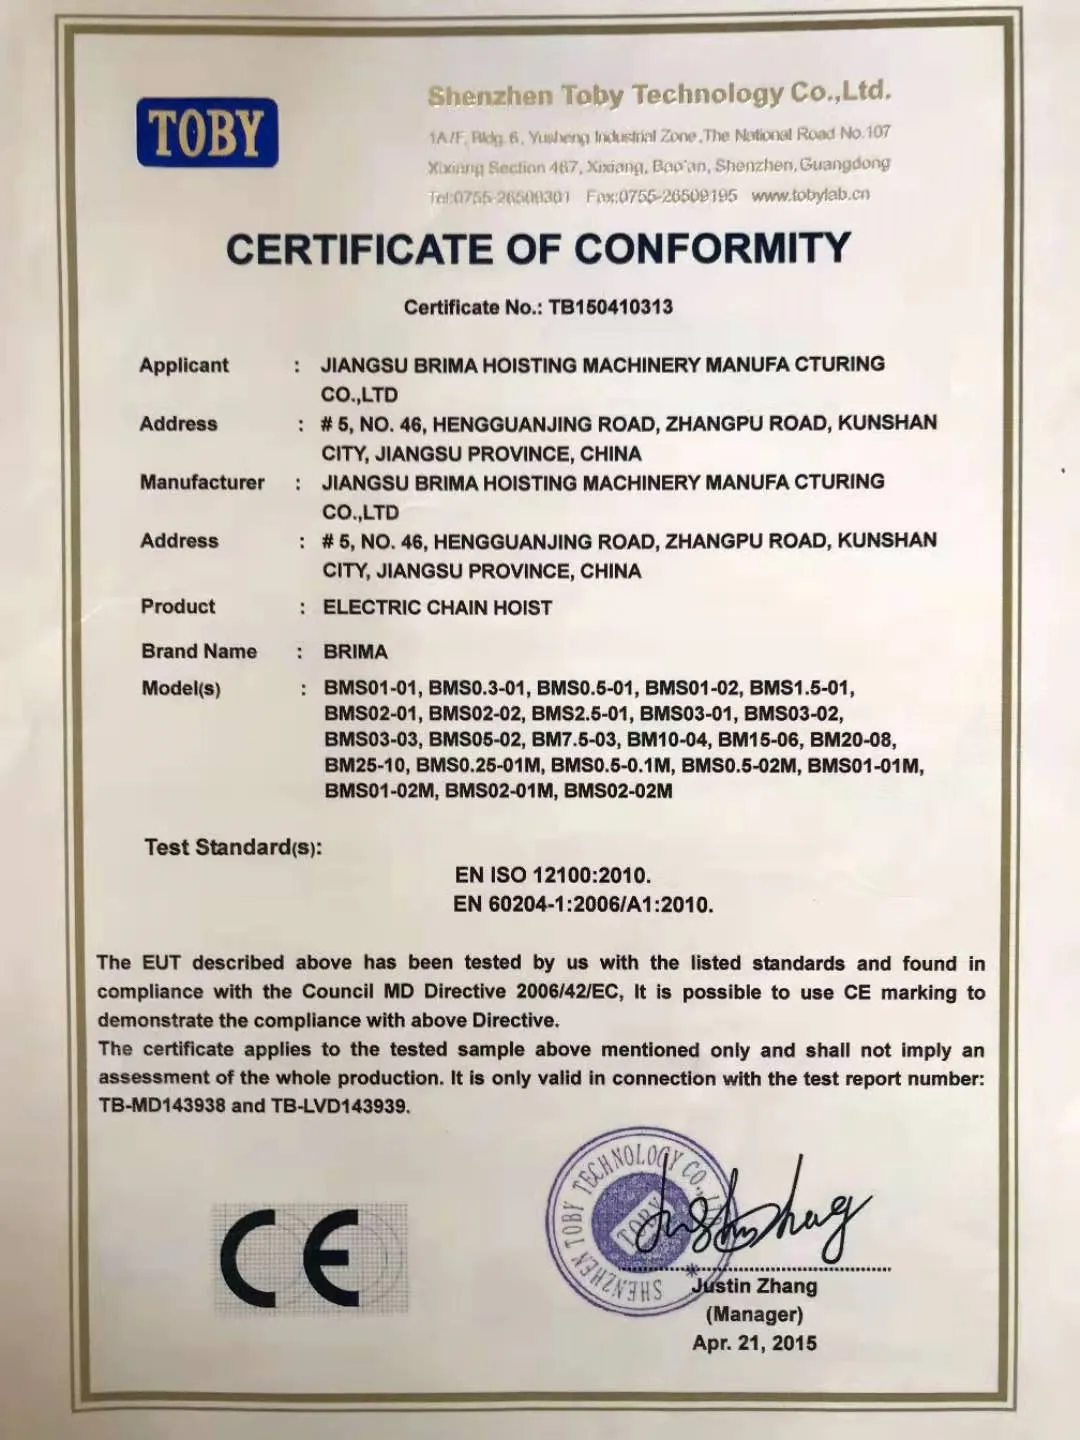 TOBY
Shenzhen Toby Technology Co.,Ltd.
1A/F, Bldg. 6, Yusheng Industrial Zone,The National Road No.107
Xixiang Section 467, Xixiang, Bao'an, Shenzhen, Guangdong
Tel:0755-26509301 Fax:0755-26509195 www.tobylab.cn
CERTIFICATE OF CONFORMITY
Certificate No.: TB150410313
Applicant : JIANGSU BRIMA HOISTING MACHINERY MANUFA CTURING
CO.,LTD
Address : # 5, NO. 46, HENGGUANJING ROAD, ZHANGPU ROAD, KUNSHAN
CITY, JIANGSU PROVINCE, CHINA
Manufacturer : JIANGSU BRIMA HOISTING MACHINERY MANUFA CTURING
CO.,LTD
Address : # 5, NO. 46, HENGGUANJING ROAD, ZHANGPU ROAD, KUNSHAN
CITY, JIANGSU PROVINCE, CHINA
Product : ELECTRIC CHAIN HOIST
Brand Name : BRIMA
Model(s) : BMS01-01, BMS0.3-01, BMS0.5-01, BMS01-02, BMS1.5-01,
BMS02-01, BMS02-02, BMS2.5-01, BMS03-01, BMS03-02,
BMS03-03, BMS05-02, BM7.5-03, BM10-04, BM15-06, BM20-08,
BM25-10, BMS0.25-01M, BMS0.5-0.1M, BMS0.5-02M, BMS01-01M,
BMS01-02M, BMS02-01M, BMS02-02M
Test Standard(s):
EN ISO 12100:2010.
EN 60204-1:2006/A1:2010.
The EUT described above has been tested by us with the listed standards and found in
compliance with the Council MD Directive 2006/42/EC, It is possible to use CE marking to
demonstrate the compliance with above Directive.
The certificate applies to the tested sample above mentioned only and shall not imply an
assessment of the whole production. It is only valid in connection with the test report number:
TB-MD143938 and TB-LVD143939.
CE
SHENZHEN TOBY TECHNOLOGY CO.,
TOBY
Justin Zhang
Justin Zhang
(Manager)
Apr. 21, 2015